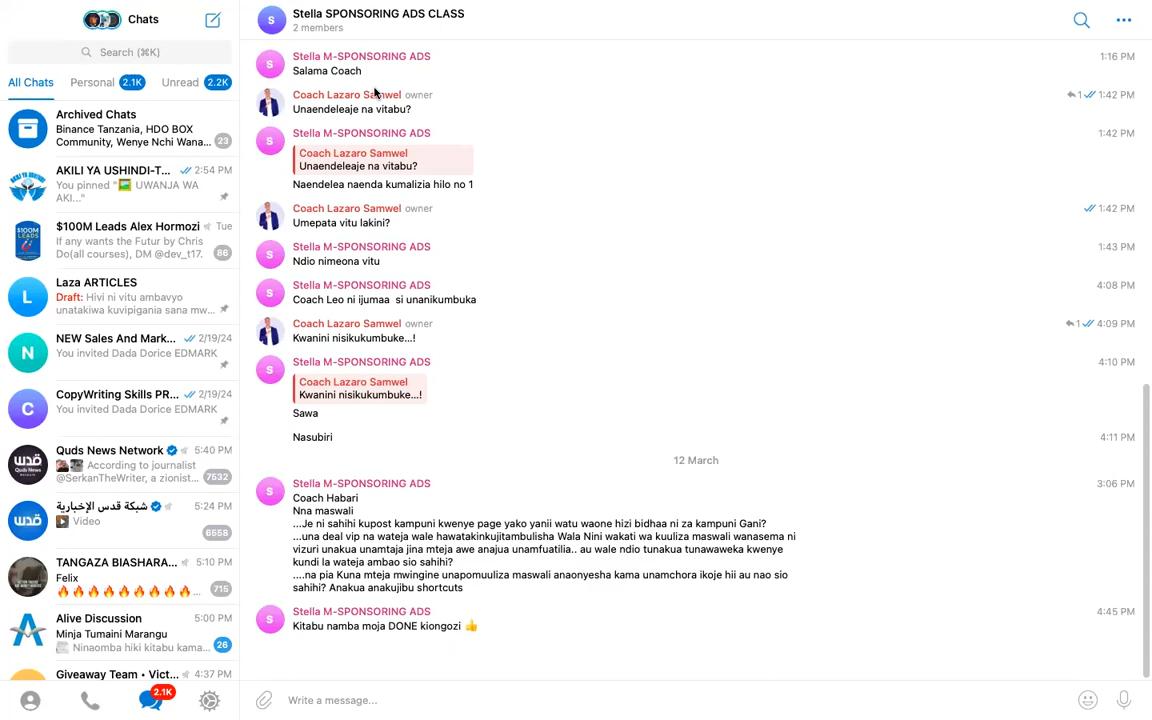 Chats
Search (⌘K)
All Chats
Personal 2.1K
Unread 2.2K
Archived Chats
Binance Tanzania, HDO BOX
Community, Wenye Nchi Wana... 23
AKILI YA USHINDI-T... 2:54 PM
You pinned "🖼 UWANJA WA
AKI..."
$100M Leads Alex Hormozi Tue
If any wants the Futur by Chris
Do(all courses), DM @dev_t17. 86
Laza ARTICLES
Draft: Hivi ni vitu ambavyo
unatakiwa kuvipigania sana mw...
NEW Sales And Mark... 2/19/24
You invited Dada Dorice EDMARK
CopyWriting Skills PR... 2/19/24
You invited Dada Dorice EDMARK
Quds News Network 5:40 PM
According to journalist
@SerkanTheWriter, a zionist... 7532
شبكة قدس الإخبارية 5:24 PM
Video
6558
TANGAZA BIASHARA... 5:10 PM
Felix
🔥🔥🔥🔥🔥🔥🔥🔥🔥... 715
Alive Discussion 5:00 PM
Minja Tumaini Marangu
Ninaomba hiki kitabu kama... 26
Giveaway Team • Vict... 4:37 PM
2.1K
Stella SPONSORING ADS CLASS
2 members
Stella M-SPONSORING ADS 1:16 PM
Salama Coach
Coach Lazaro Samwel owner 1 1:42 PM
Unaendeleaje na vitabu?
Stella M-SPONSORING ADS 1:42 PM
Coach Lazaro Samwel
Unaendeleaje na vitabu?
Naendelea naenda kumalizia hilo no 1
Coach Lazaro Samwel owner 1:42 PM
Umepata vitu lakini?
Stella M-SPONSORING ADS 1:43 PM
Ndio nimeona vitu
Stella M-SPONSORING ADS 4:08 PM
Coach Leo ni ijumaa  si unanikumbuka
Coach Lazaro Samwel owner 1 4:09 PM
Kwanini nisikukumbuke...!
Stella M-SPONSORING ADS 4:10 PM
Coach Lazaro Samwel
Kwanini nisikukumbuke...!
Sawa
Nasubiri 4:11 PM
12 March
Stella M-SPONSORING ADS 3:06 PM
Coach Habari
Nna maswali
...Je ni sahihi kupost kampuni kwenye page yako yanii watu waone hizi bidhaa ni za kampuni Gani?
...una deal vip na wateja wale hawatakinkujitambulisha Wala Nini wakati wa kuuliza maswali wanasema ni
vizuri unakua unamtaja jina mteja awe anajua unamfuatilia.. au wale ndio tunakua tunawaweka kwenye
kundi la wateja ambao sio sahihi?
....na pia Kuna mteja mwingine unapomuuliza maswali anaonyesha kama unamchora ikoje hii au nao sio
sahihi? Anakua anakujibu shortcuts
Stella M-SPONSORING ADS 4:45 PM
Kitabu namba moja DONE kiongozi 👍
Write a message...